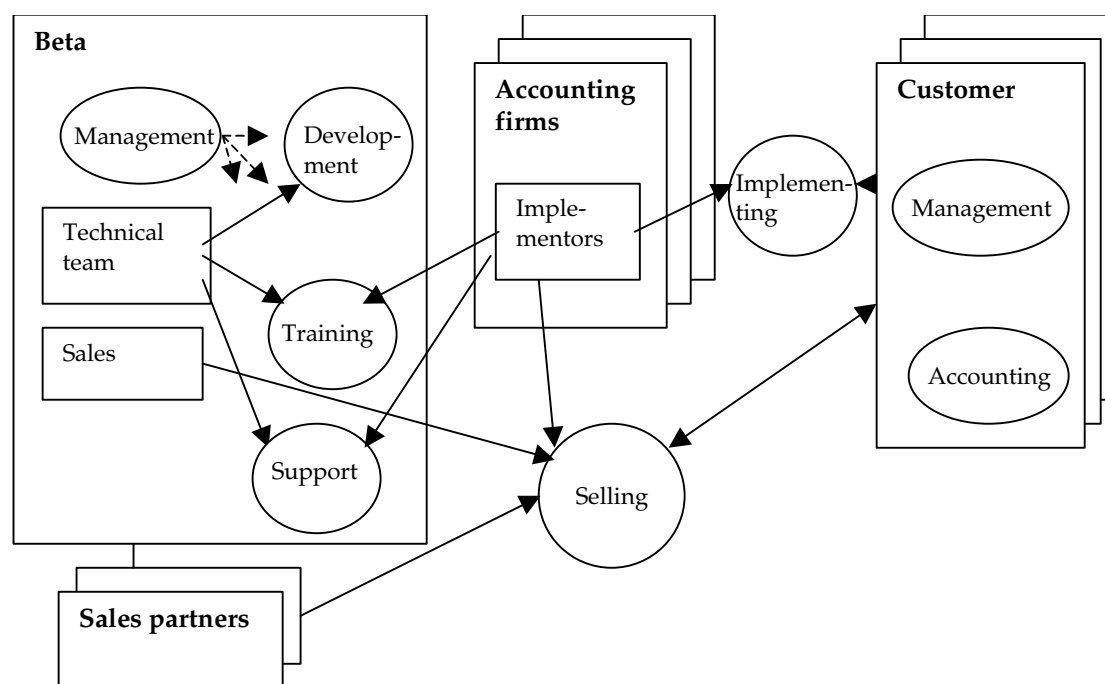 Beta
Management
Develop-
ment
Technical
team
Training
Sales
Support
Sales partners
Accounting
firms
Imple-
mentors
Implemen-
ting
Selling
Customer
Management
Accounting